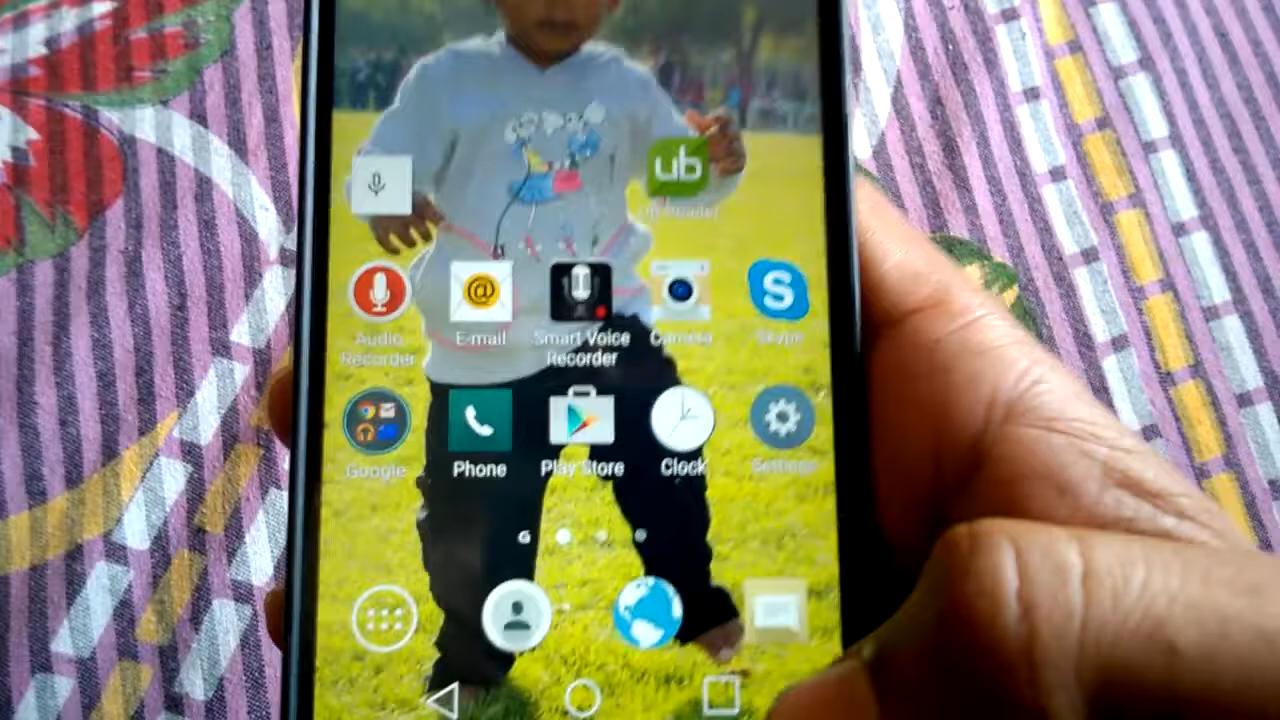 ub
Audio
Recorder
E-mail
@
Smart Voice
Recorder
Camera
S
Skype
Google
Phone
Play Store
Clock
Settings
G